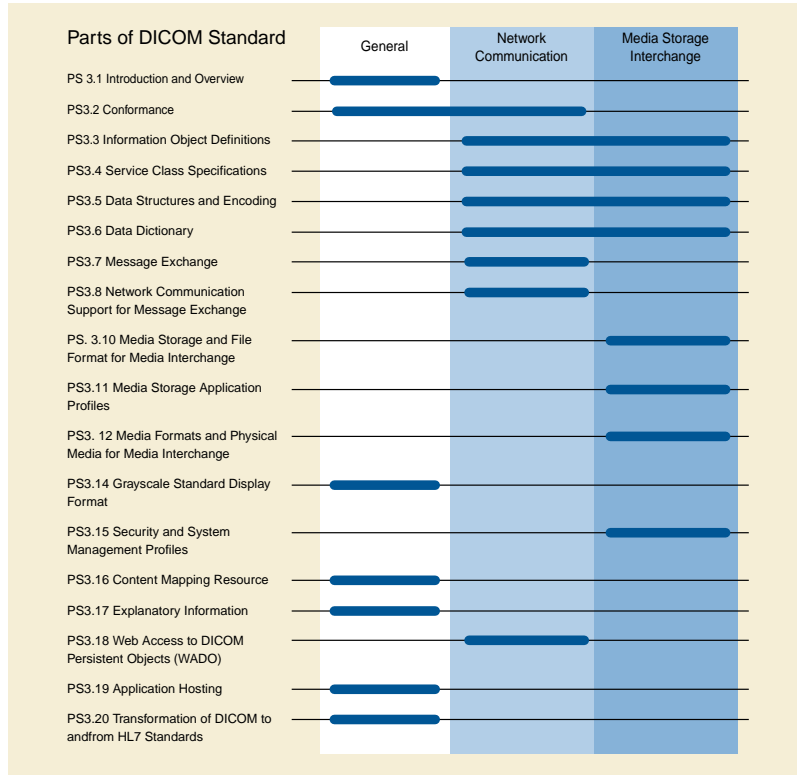 Parts of DICOM Standard
General
Network
Communication
Media Storage
Interchange
PS 3.1 Introduction and Overview
PS3.2 Conformance
PS3.3 Information Object Definitions
PS3.4 Service Class Specifications
PS3.5 Data Structures and Encoding
PS3.6 Data Dictionary
PS3.7 Message Exchange
PS3.8 Network Communication
Support for Message Exchange
PS. 3.10 Media Storage and File
Format for Media Interchange
PS3.11 Media Storage Application
Profiles
PS3. 12 Media Formats and Physical
Media for Media Interchange
PS3.14 Grayscale Standard Display
Format
PS3.15 Security and System
Management Profiles
PS3.16 Content Mapping Resource
PS3.17 Explanatory Information
PS3.18 Web Access to DICOM
Persistent Objects (WADO)
PS3.19 Application Hosting
PS3.20 Transformation of DICOM to
andfrom HL7 Standards